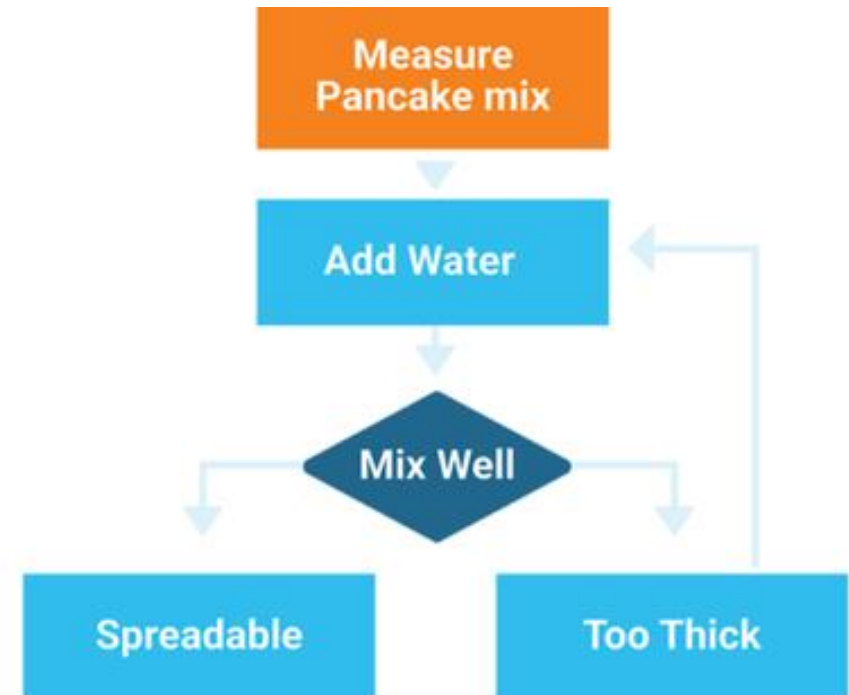 Measure
Pancake mix
Add Water
Mix Well
Spreadable
Too Thick